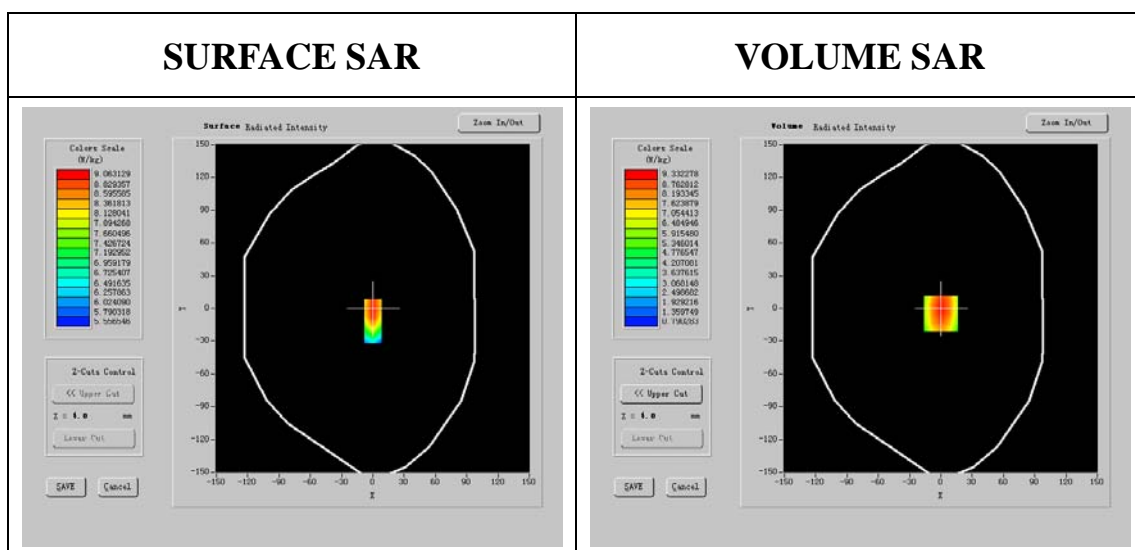 SURFACE SAR
VOLUME SAR
Surface Radiated Intensity
Zoom In/Out
Colors Scale
(W/kg)
9.063129
8.829357
8.595585
8.361813
8.128041
7.894268
7.660496
7.426724
7.192952
6.959179
6.725407
6.491635
6.257863
6.024090
5.790318
5.556546
150
120
90
60
30
0
-30
-60
-90
-120
-150
Y
-150 -120 -90 -60 -30 0 30 60 90 120 150
X
Z-Cuts Control
<< Upper Cut
Z = 4.0 mm
Lower Cut
SAVE
Cancel
Volume Radiated Intensity
Zoom In/Out
Colors Scale
(W/kg)
9.332278
8.762812
8.193345
7.623879
7.054413
6.484946
5.915480
5.346014
4.776547
4.207081
3.637615
3.068148
2.498682
1.929216
1.359749
0.790283
150
120
90
60
30
0
-30
-60
-90
-120
-150
Y
-150 -120 -90 -60 -30 0 30 60 90 120 150
X
Z-Cuts Control
<< Upper Cut
Z = 4.0 mm
Lower Cut
SAVE
Cancel